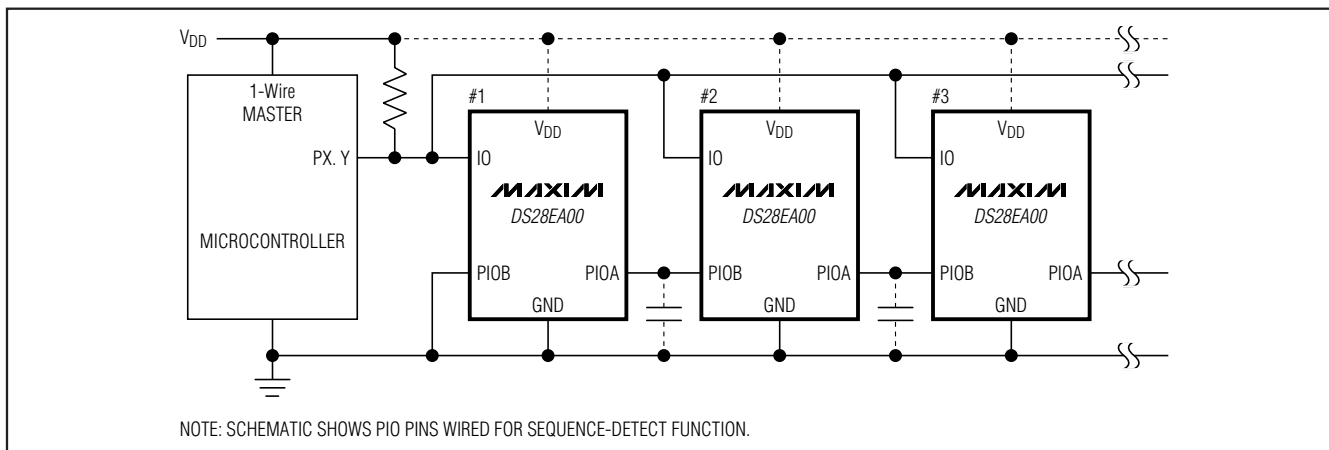 V_DD
1-Wire
MASTER
PX. Y
MICROCONTROLLER
#1
V_DD
IO
MAXIM
DS28EA00
PIOB
PIOA
GND
#2
V_DD
IO
MAXIM
DS28EA00
PIOB
PIOA
GND
#3
V_DD
IO
MAXIM
DS28EA00
PIOB
PIOA
GND
NOTE: SCHEMATIC SHOWS PIO PINS WIRED FOR SEQUENCE-DETECT FUNCTION.